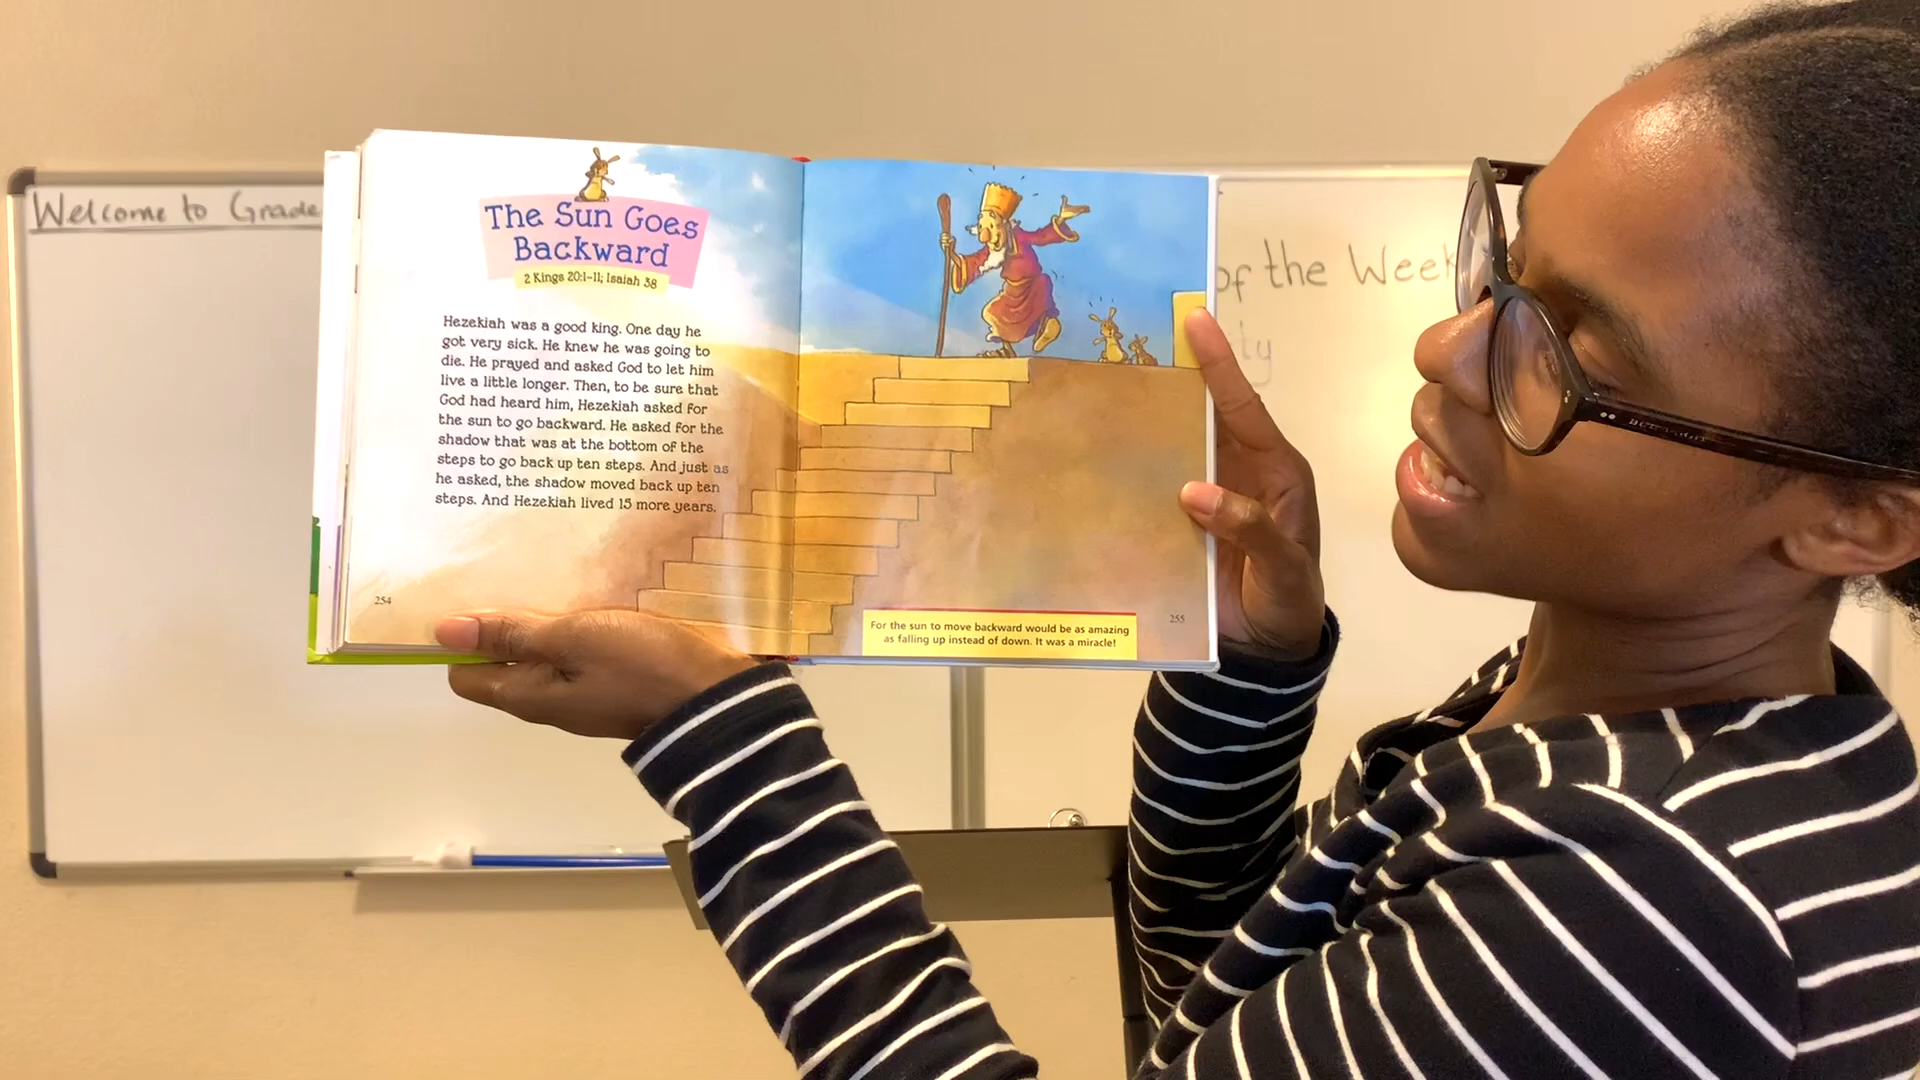 Welcome to Grade
of the Week
The Sun Goes
Backward
2 Kings 20:1-11; Isaiah 38
Hezekiah was a good king. One day he
got very sick. He knew he was going to
die. He prayed and asked God to let him
live a little longer. Then, to be sure that
God had heard him, Hezekiah asked for
the sun to go backward. He asked for the
shadow that was at the bottom of the
steps to go back up ten steps. And just as
he asked, the shadow moved back up ten
steps. And Hezekiah lived 15 more years.
254
For the sun to move backward would be as amazing
as falling up instead of down. It was a miracle!
255